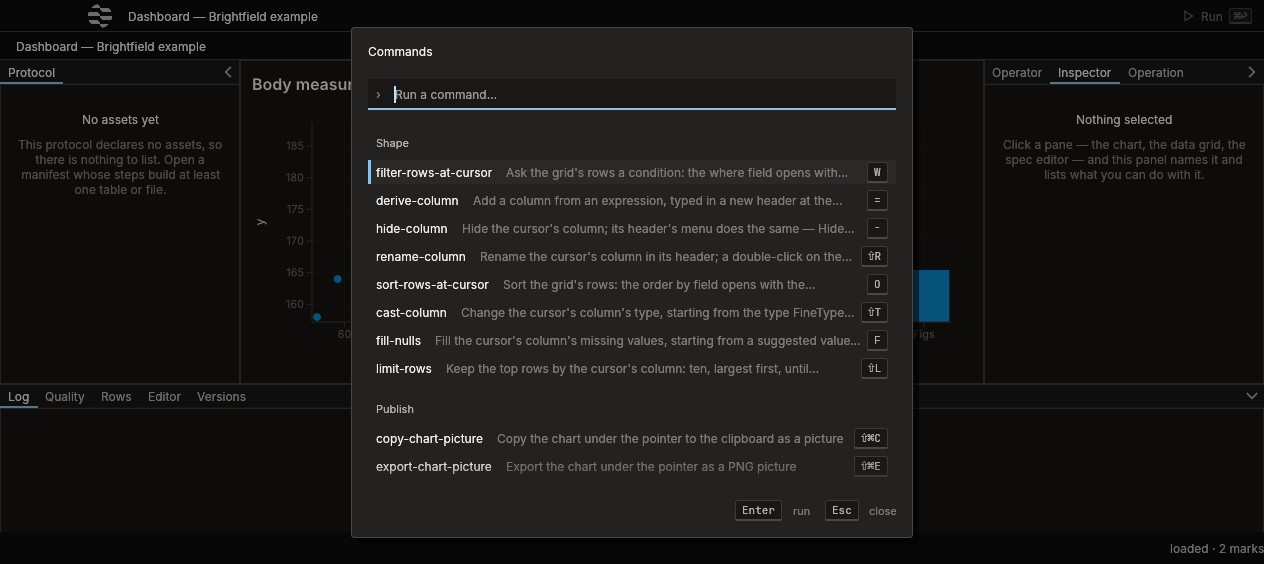 Dashboard — Brightfield example
Run ⌘⏎
Dashboard — Brightfield example
Protocol
No assets yet
This protocol declares no assets, so
there is nothing to list. Open a
manifest whose steps build at least
one table or file.
Body measur
185
180
175
170
165
160
y
60
Figs
Commands
› Run a command...
Shape
filter-rows-at-cursor Ask the grid's rows a condition: the where field opens with... W
derive-column Add a column from an expression, typed in a new header at the... =
hide-column Hide the cursor's column; its header's menu does the same — Hide... -
rename-column Rename the cursor's column in its header; a double-click on the... ⇧R
sort-rows-at-cursor Sort the grid's rows: the order by field opens with the... O
cast-column Change the cursor's column's type, starting from the type FineType... ⇧T
fill-nulls Fill the cursor's column's missing values, starting from a suggested value... F
limit-rows Keep the top rows by the cursor's column: ten, largest first, until... ⇧L
Publish
copy-chart-picture Copy the chart under the pointer to the clipboard as a picture ⇧⌘C
export-chart-picture Export the chart under the pointer as a PNG picture ⇧⌘E
Enter run Esc close
Operator Inspector Operation
Nothing selected
Click a pane — the chart, the data grid, the
spec editor — and this panel names it and
lists what you can do with it.
Log Quality Rows Editor Versions
loaded · 2 marks